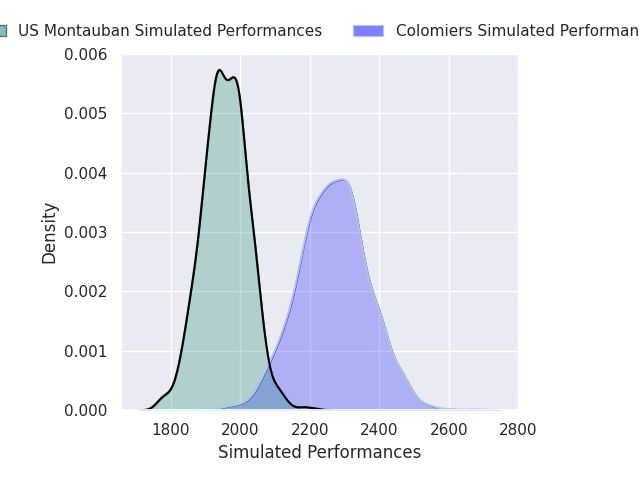 US Montauban Simulated Performances
Colomiers Simulated Performan
0.006
0.005
0.004
0.003
0.002
0.001
0.000
Density
1800 2000 2200 2400 2600 2800
Simulated Performances